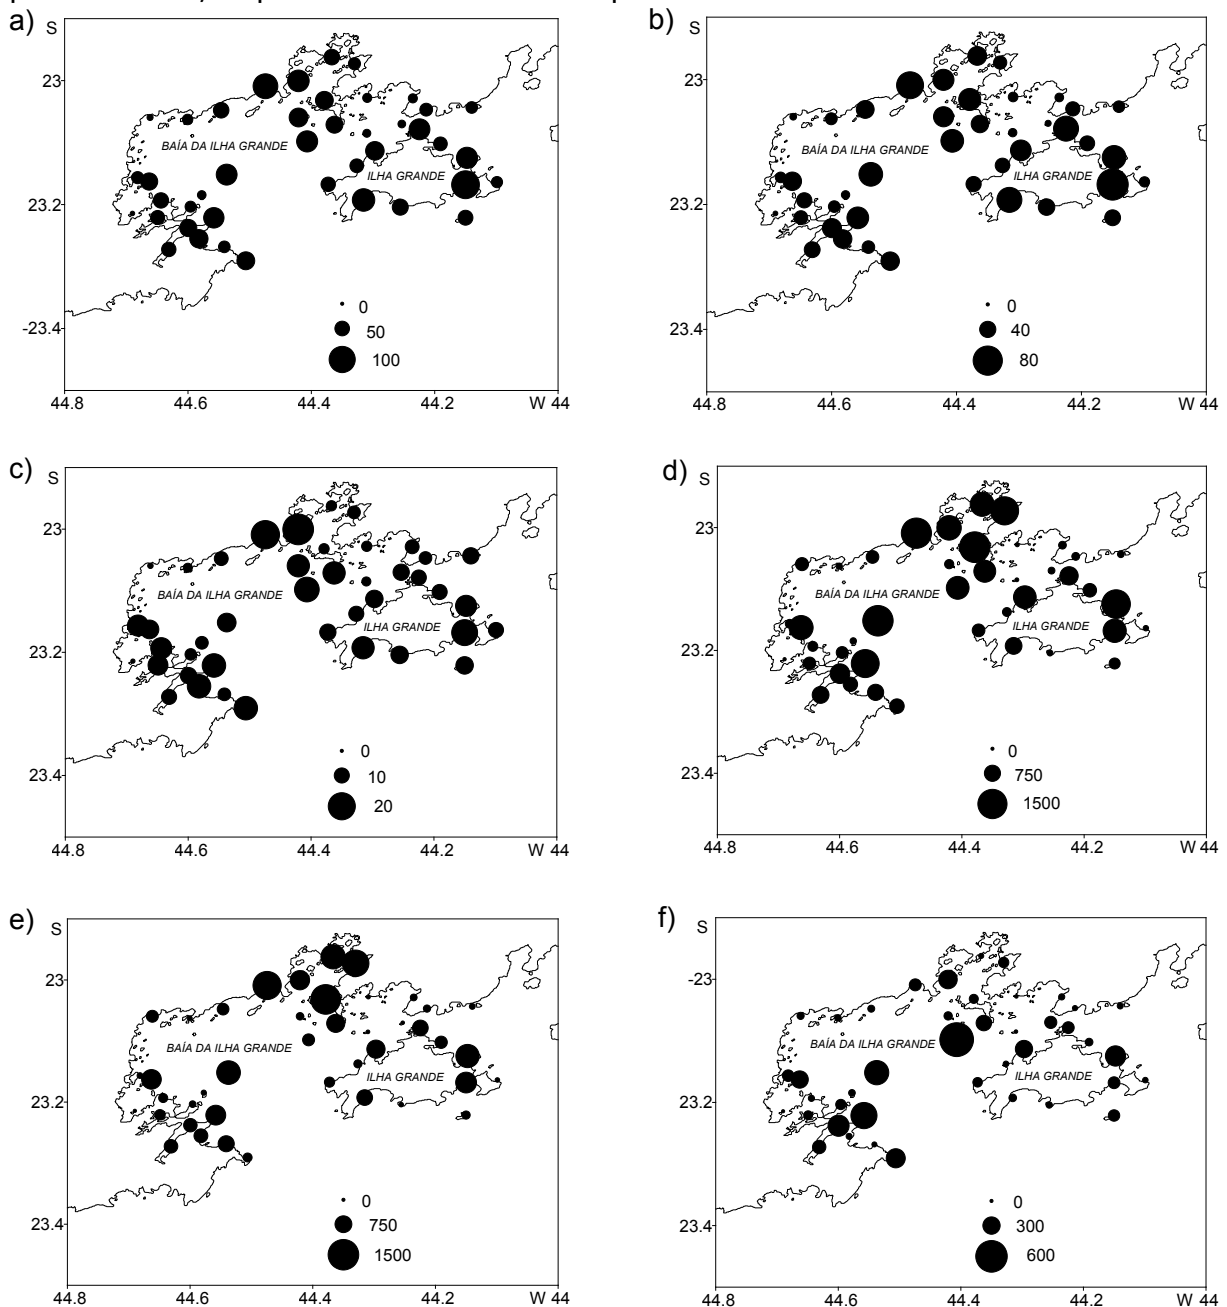 a)
S
23
BAÍA DA ILHA GRANDE
ILHA GRANDE
23.2
0
50
-23.4
100
44.8 44.6 44.4 44.2 W 44
b)
S
23
BAÍA DA ILHA GRANDE
ILHA GRANDE
23.2
0
40
23.4
80
44.8 44.6 44.4 44.2 W 44
c)
S
23
BAÍA DA ILHA GRANDE
ILHA GRANDE
23.2
0
10
23.4
20
44.8 44.6 44.4 44.2 W 44
d)
S
23
BAÍA DA ILHA GRANDE
ILHA GRANDE
23.2
0
750
23.4
1500
44.8 44.6 44.4 44.2 W 44
e)
S
23
BAÍA DA ILHA GRANDE
ILHA GRANDE
23.2
0
750
23.4
1500
44.8 44.6 44.4 44.2 W 44
f)
S
-23
BAÍA DA ILHA GRANDE
ILHA GRANDE
23.2
0
300
23.4
600
44.8 44.6 44.4 44.2 W 44